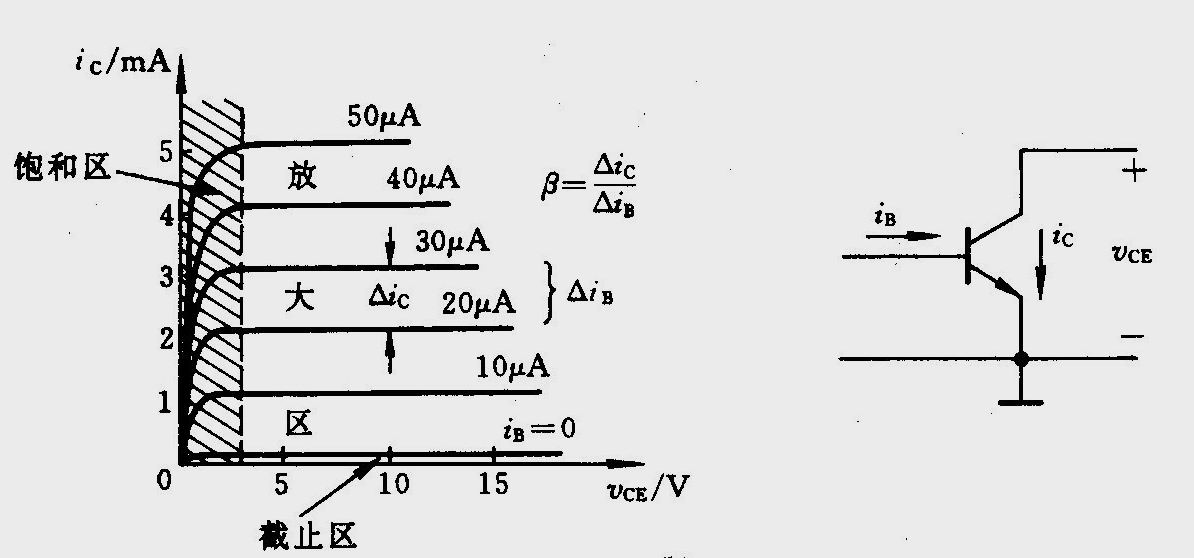 i_C/mA
50μA
5
饱和区
放
40μA
β=Δi_C/Δi_B
+
4
i_B
30μA
i_C
v_CE
3
大
Δi_C
}Δi_B
20μA
2
−
10μA
1
区
i_B=0
0
5
10
15
v_CE/V
截止区